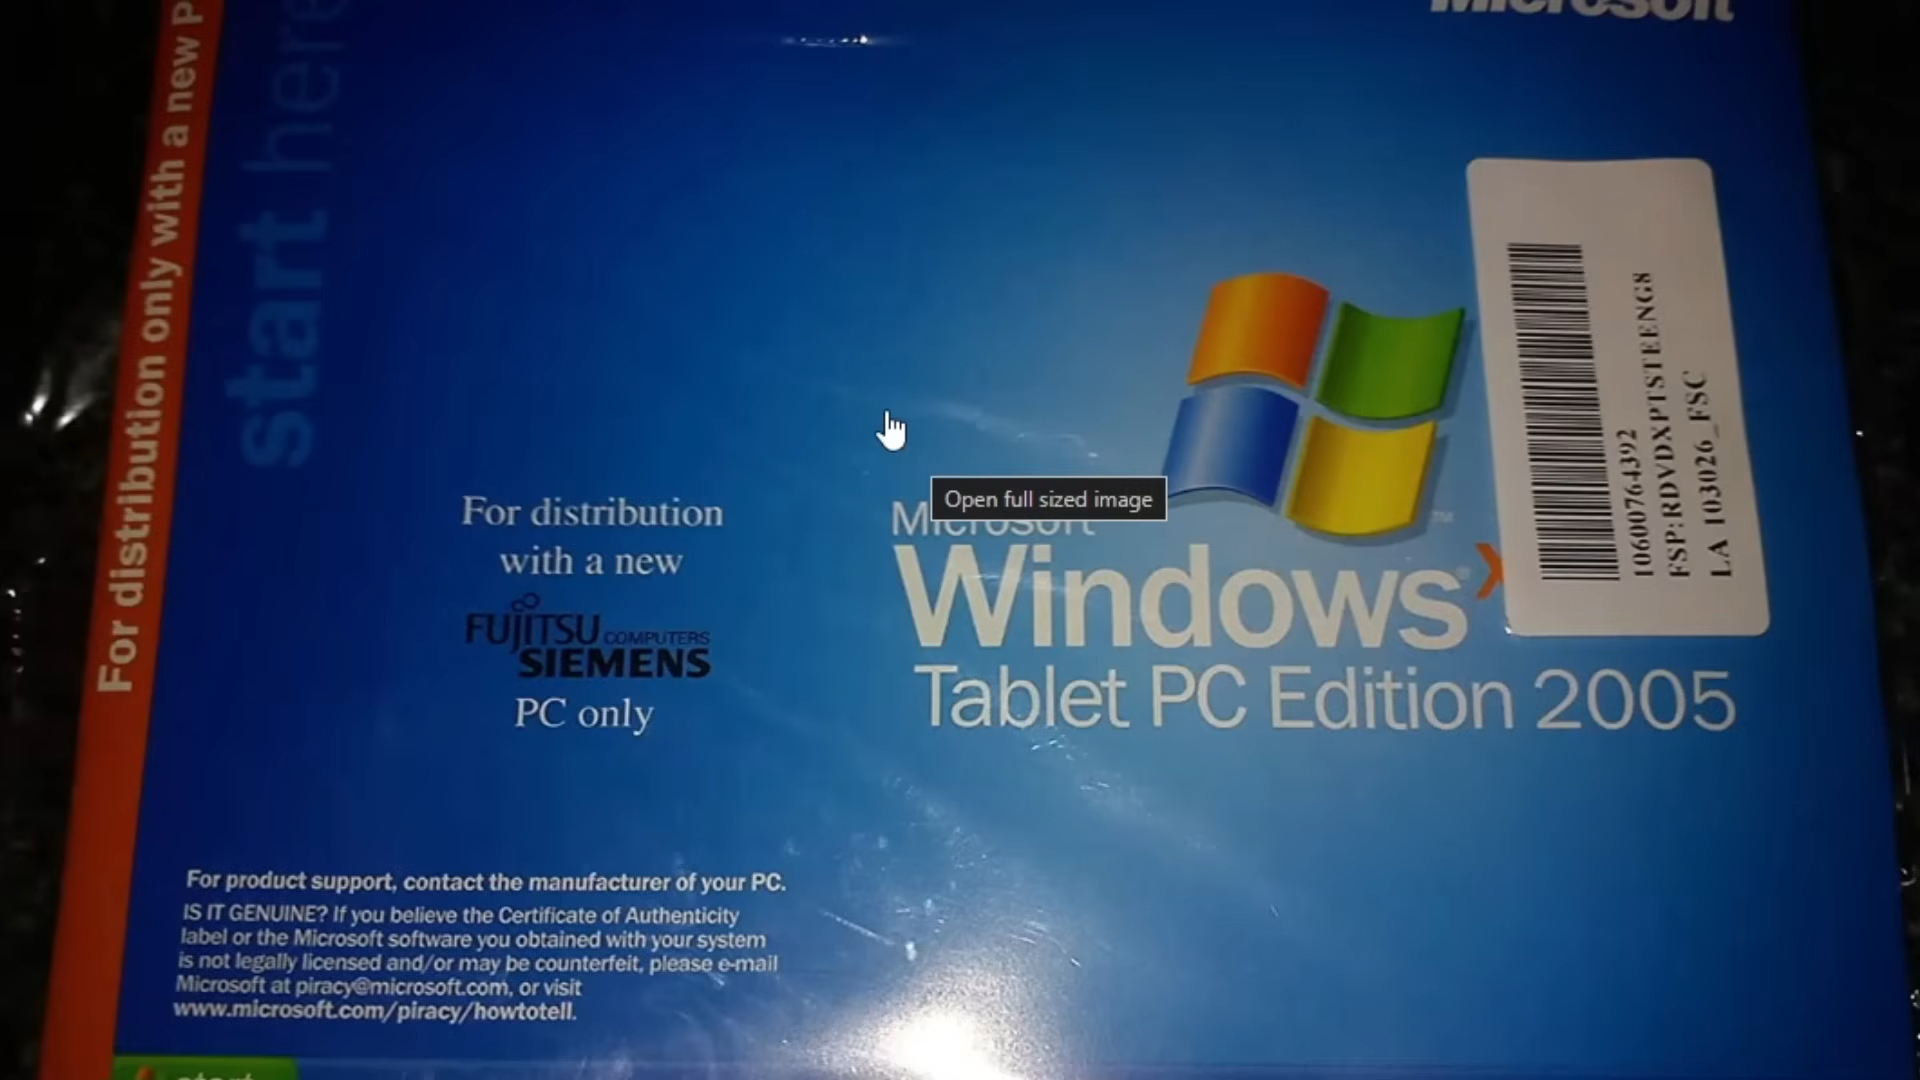 Microsoft
For distribution only with a new P
start here
10600764392
FSP:RDVDXPTSTEENG8
LA 103026_FSC
Open full sized image
Microsoft
Windows® X
Tablet PC Edition 2005
TM
For distribution
with a new
FUJITSU COMPUTERS
SIEMENS
PC only
For product support, contact the manufacturer of your PC.
IS IT GENUINE? If you believe the Certificate of Authenticity
label or the Microsoft software you obtained with your system
is not legally licensed and/or may be counterfeit, please e-mail
Microsoft at piracy@microsoft.com, or visit
www.microsoft.com/piracy/howtotell.
start